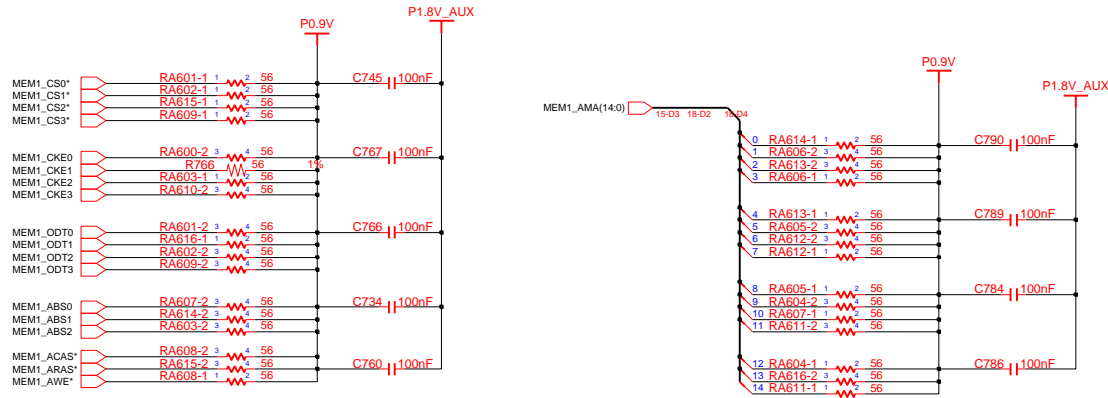 P0.9V
P1.8V_AUX
MEM1_CS0* RA601-1 1 2 56 C745 100nF
MEM1_CS1* RA602-1 1 2 56
MEM1_CS2* RA615-1 1 2 56
MEM1_CS3* RA609-1 1 2 56
MEM1_CKE0 RA600-2 3 4 56 C767 100nF
MEM1_CKE1 R766 56 1%
MEM1_CKE2 RA603-1 1 2 56
MEM1_CKE3 RA610-2 3 4 56
MEM1_ODT0 RA601-2 3 4 56 C766 100nF
MEM1_ODT1 RA616-1 1 2 56
MEM1_ODT2 RA602-2 3 4 56
MEM1_ODT3 RA609-2 3 4 56
MEM1_ABS0 RA607-2 3 4 56 C734 100nF
MEM1_ABS1 RA614-2 3 4 56
MEM1_ABS2 RA603-2 3 4 56
MEM1_ACAS* RA608-2 3 4 56
MEM1_ARAS* RA615-2 3 4 56 C760 100nF
MEM1_AWE* RA608-1 1 2 56
P0.9V
P1.8V_AUX
MEM1_AMA(14:0) 15-D3 18-D2 18-D4
0 RA614-1 1 2 56 C790 100nF
1 RA606-2 3 4 56
2 RA613-2 3 4 56
3 RA606-1 1 2 56
4 RA613-1 1 2 56 C789 100nF
5 RA605-2 3 4 56
6 RA612-2 3 4 56
7 RA612-1 1 2 56
8 RA605-1 1 2 56 C784 100nF
9 RA604-2 3 4 56
10 RA607-1 1 2 56
11 RA611-2 3 4 56
12 RA604-1 1 2 56 C786 100nF
13 RA616-2 3 4 56
14 RA611-1 1 2 56